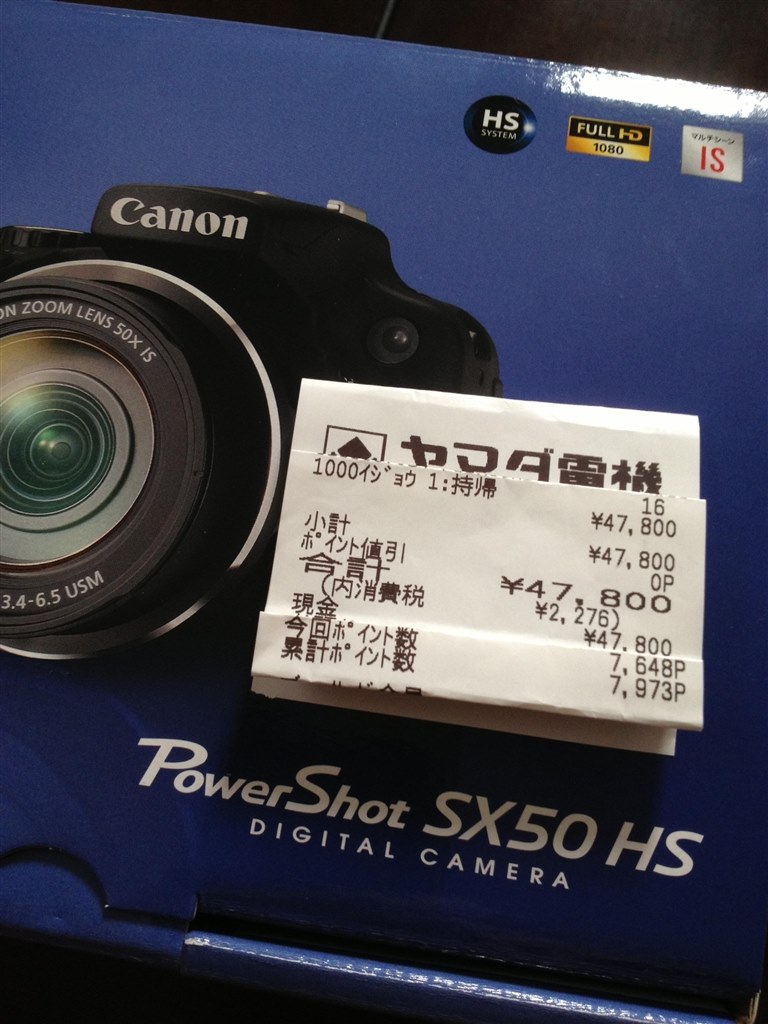 HS
SYSTEM
FULL HD
1080
マルチシーン
IS
Canon
ZOOM LENS 50X IS
3.4-6.5 USM
ヤマダ電機
1000イジョウ 1:持帰
16
¥47,800
小計 ¥47,800
ポイント値引 0P
合計 ¥47,800
(内消費税 ¥2,276)
現金 ¥47,800
今回ポイント数 7,648P
累計ポイント数 7,973P
PowerShot SX50 HS
DIGITAL CAMERA